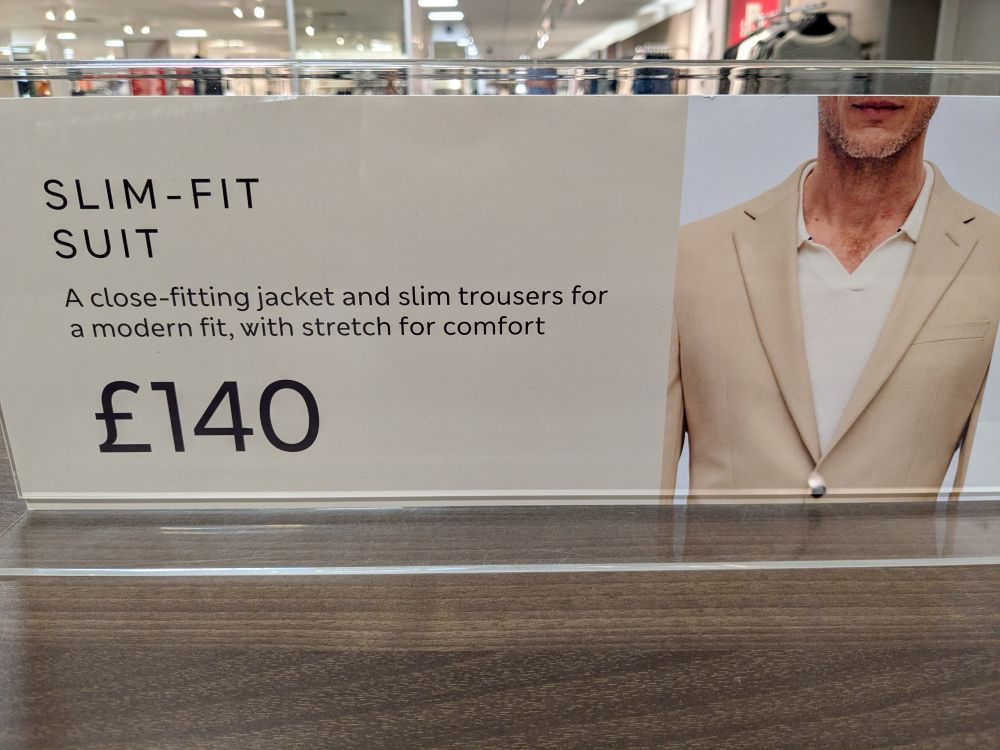 SLIM-FIT
SUIT
A close-fitting jacket and slim trousers for
a modern fit, with stretch for comfort
£140